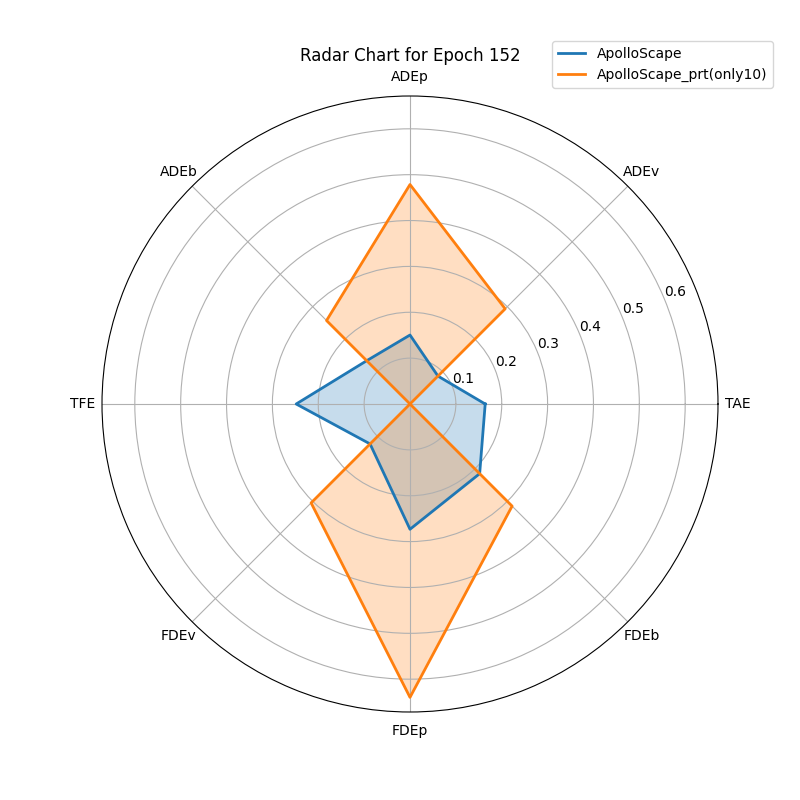 Radar Chart for Epoch 152
ApolloScape
ApolloScape_prt(only10)
ADEp
ADEb
ADEv
0.6
0.5
0.4
0.3
0.2
0.1
TFE
TAE
FDEv
FDEb
FDEp